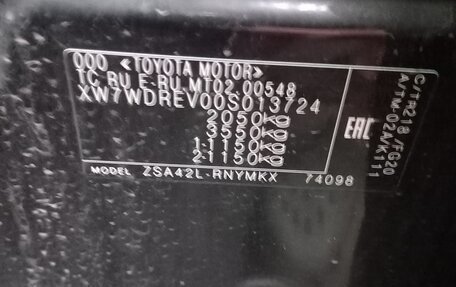 ООО «TOYOTA MOTOR»
TC RU E-RU.MT02.00548
XW7WDREV00S013724
2050kg
3550kg
1-1150kg
2-1150kg
MODEL ZSA42L-RNYMKX 74098
EAC
C/TR218 /FG20
A/TM-02A/K111